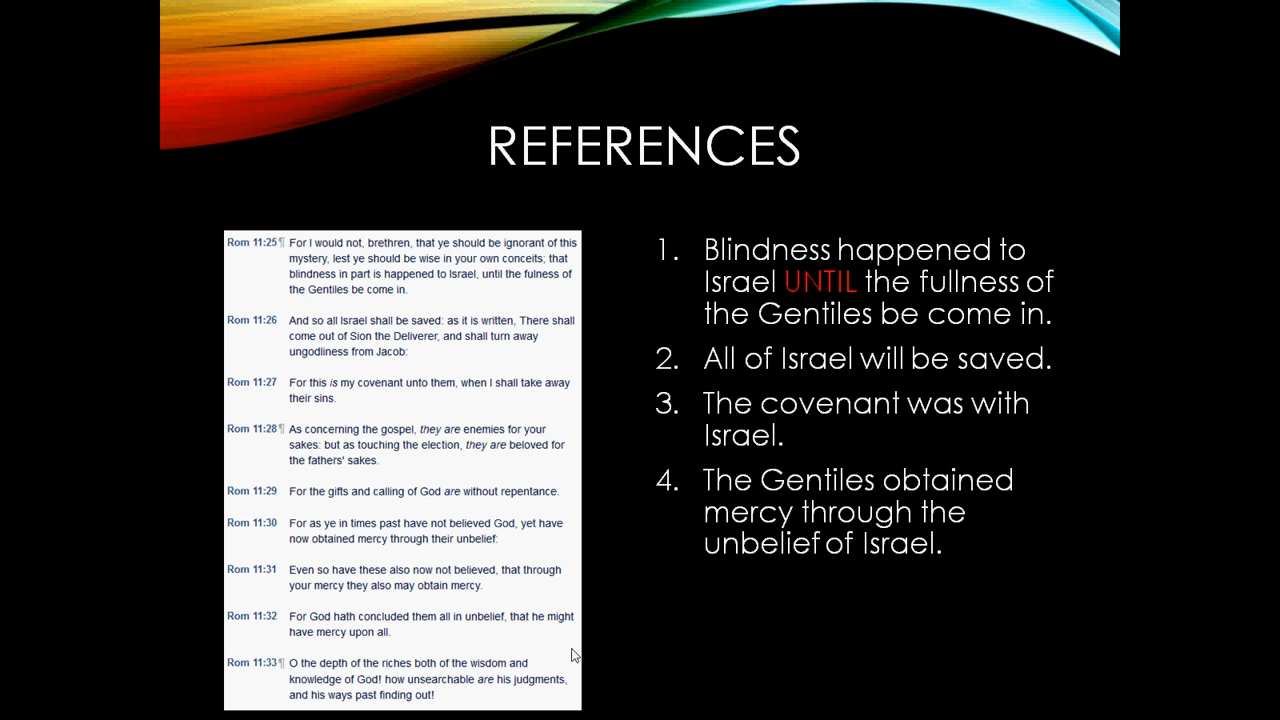 REFERENCES
Rom 11:25¶ For I would not, brethren, that ye should be ignorant of this
mystery, lest ye should be wise in your own conceits; that
blindness in part is happened to Israel, until the fulness of
the Gentiles be come in.
Rom 11:26 And so all Israel shall be saved: as it is written, There shall
come out of Sion the Deliverer, and shall turn away
ungodliness from Jacob:
Rom 11:27 For this is my covenant unto them, when I shall take away
their sins.
Rom 11:28¶ As concerning the gospel, they are enemies for your
sakes: but as touching the election, they are beloved for
the fathers' sakes.
Rom 11:29 For the gifts and calling of God are without repentance.
Rom 11:30 For as ye in times past have not believed God, yet have
now obtained mercy through their unbelief:
Rom 11:31 Even so have these also now not believed, that through
your mercy they also may obtain mercy.
Rom 11:32 For God hath concluded them all in unbelief, that he might
have mercy upon all.
Rom 11:33¶ O the depth of the riches both of the wisdom and
knowledge of God! how unsearchable are his judgments,
and his ways past finding out!
1. Blindness happened to
Israel UNTIL the fullness of
the Gentiles be come in.
2. All of Israel will be saved.
3. The covenant was with
Israel.
4. The Gentiles obtained
mercy through the
unbelief of Israel.